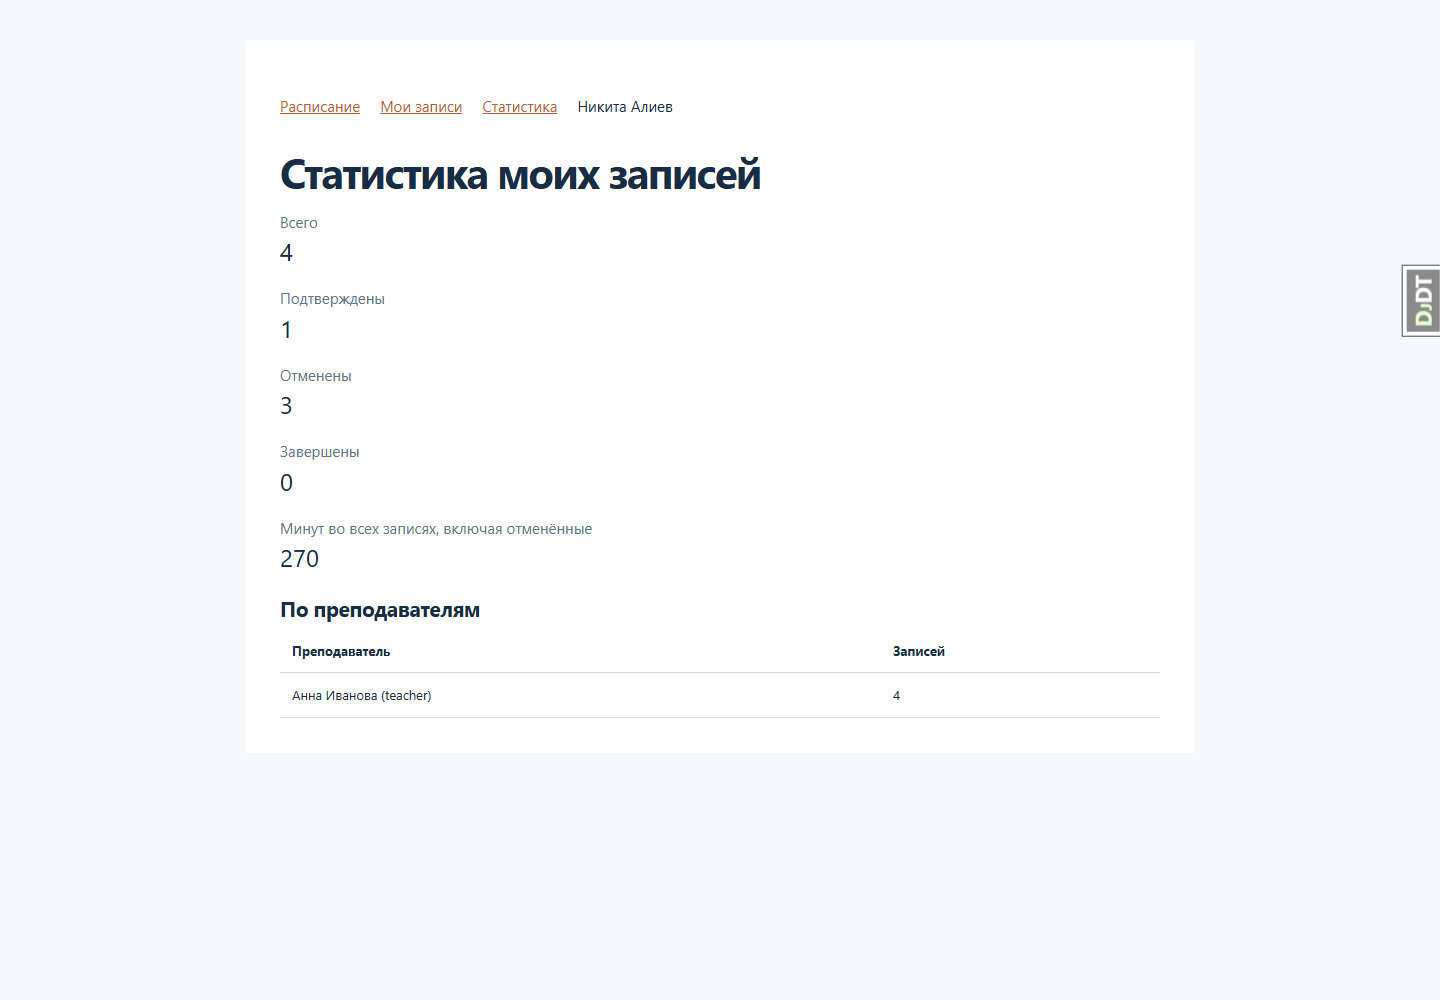 Расписание Мои записи Статистика Никита Алиев
Статистика моих записей
Всего
4
Подтверждены
1
Отменены
3
Завершены
0
Минут во всех записях, включая отменённые
270
По преподавателям
Преподаватель Записей
Анна Иванова (teacher) 4
DJDT